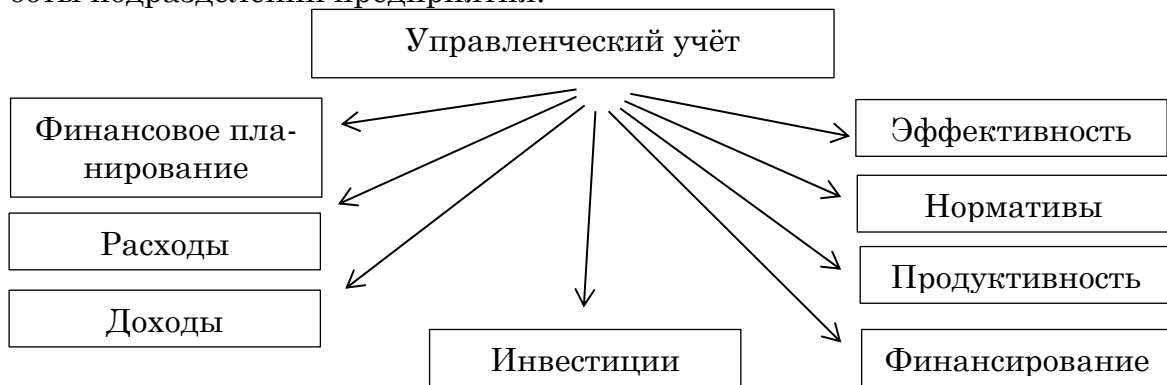 Управленческий учёт
Финансовое пла-
нирование
Расходы
Доходы
Инвестиции
Эффективность
Нормативы
Продуктивность
Финансирование